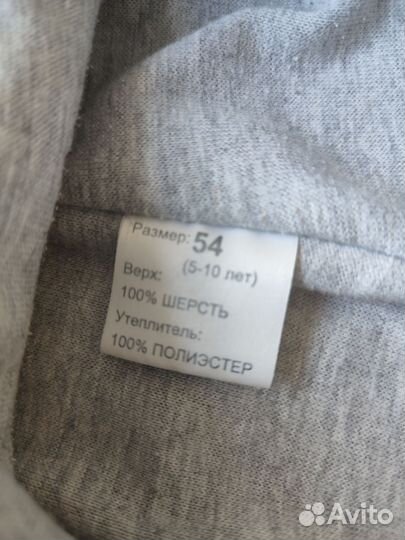 Размер: 54
(5-10 лет)
Верх:
100% ШЕРСТЬ
Утеплитель:
100% ПОЛИЭСТЕР
Avito